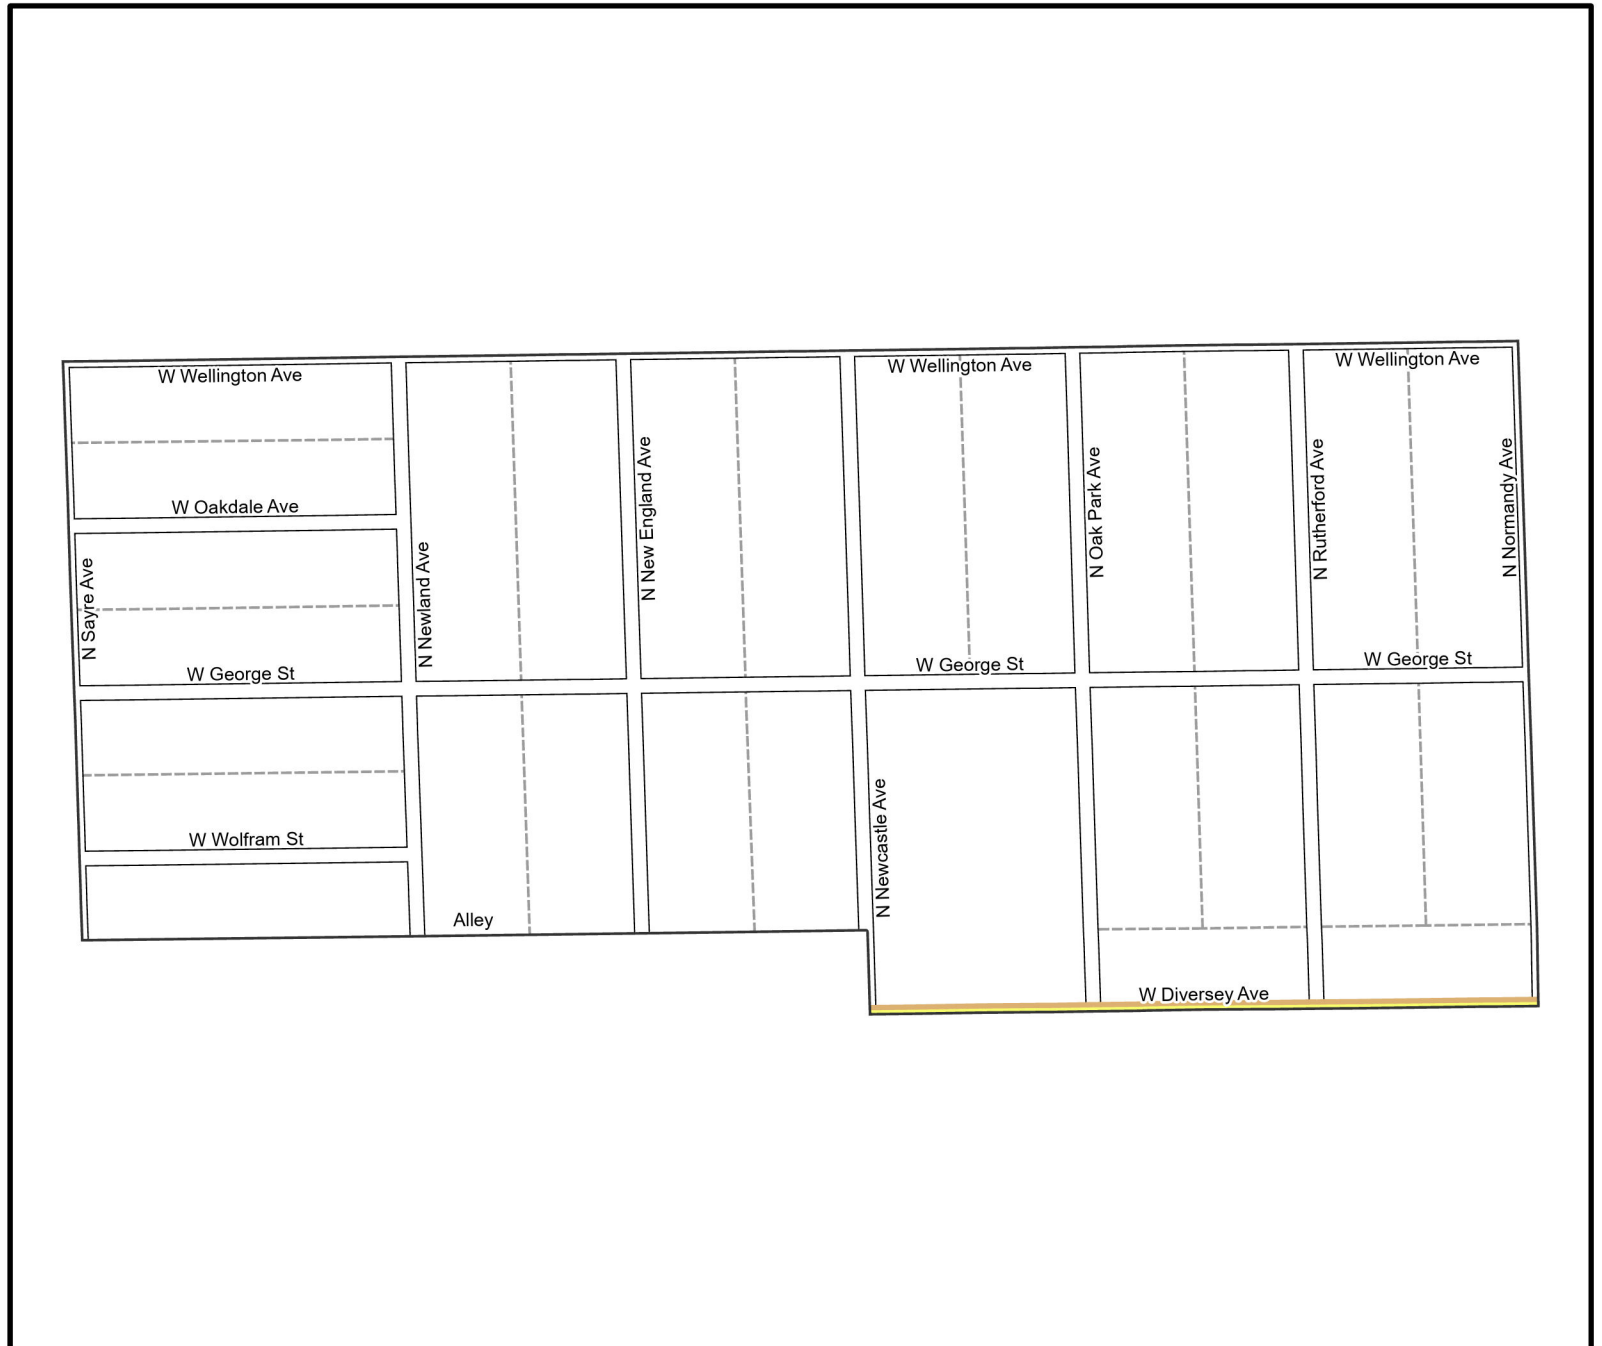 W Wellington Ave
W Wellington Ave
W Wellington Ave
W Oakdale Ave
N Sayre Ave
N Newland Ave
N New England Ave
N Oak Park Ave
N Rutherford Ave
N Normandy Ave
W George St
W George St
W George St
W Wolfram St
N Newcastle Ave
Alley
W Diversey Ave